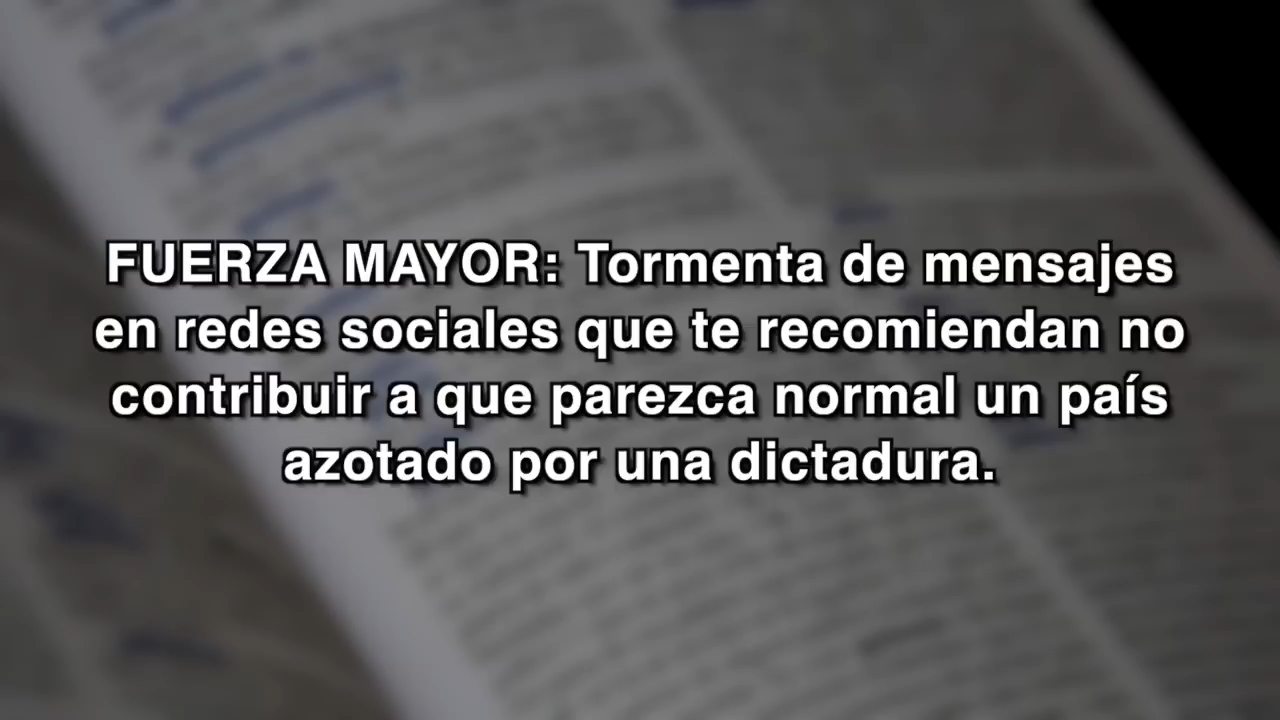 FUERZA MAYOR: Tormenta de mensajes
en redes sociales que te recomiendan no
contribuir a que parezca normal un país
azotado por una dictadura.